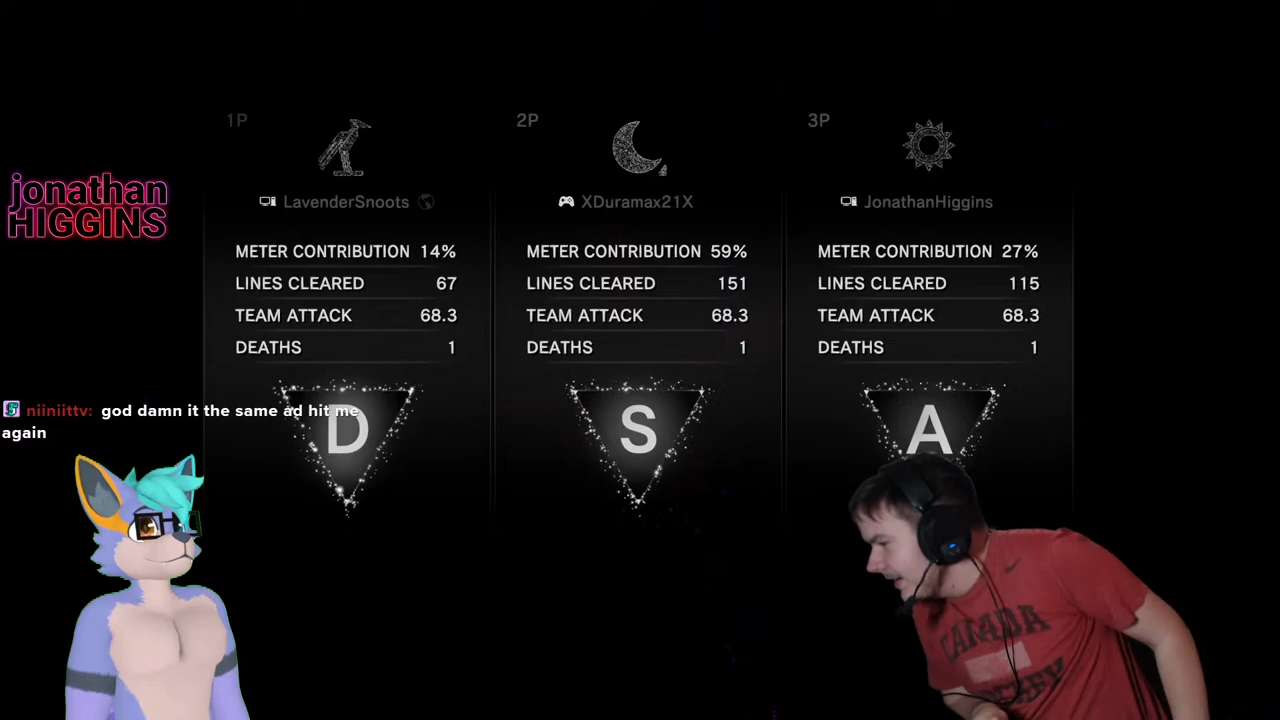 1P
2P
3P
LavenderSnoots
XDuramax21X
JonathanHiggins
jonathan
HIGGINS
METER CONTRIBUTION 14%
LINES CLEARED 67
TEAM ATTACK 68.3
DEATHS 1
D
METER CONTRIBUTION 59%
LINES CLEARED 151
TEAM ATTACK 68.3
DEATHS 1
S
METER CONTRIBUTION 27%
LINES CLEARED 115
TEAM ATTACK 68.3
DEATHS 1
A
niiniittv: god damn it the same ad hit me
again
CANADA